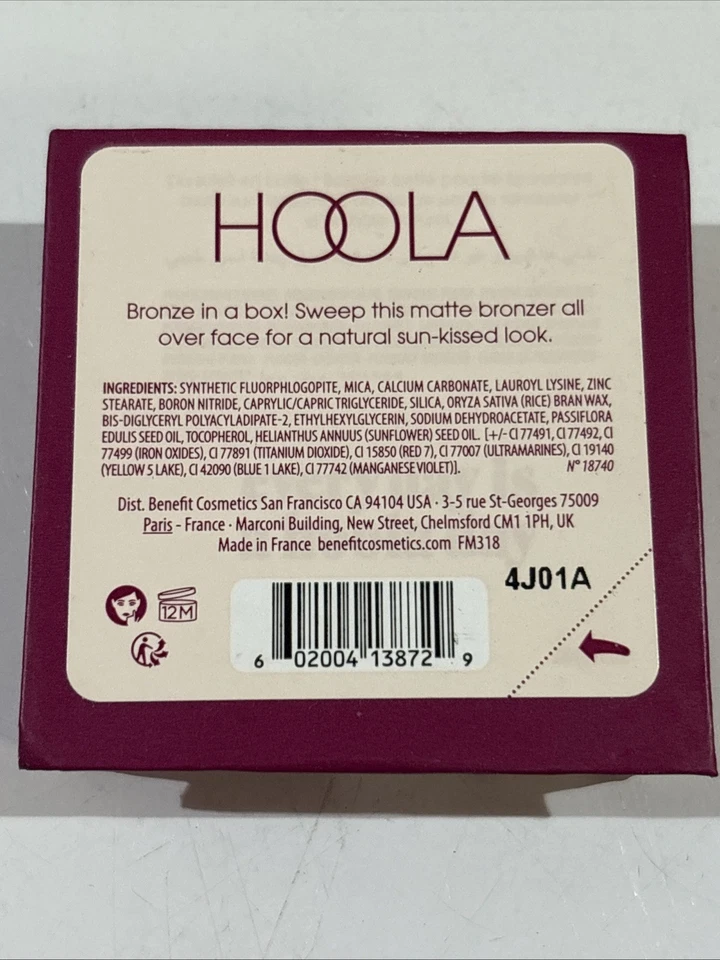 HOOLA
Bronze in a box! Sweep this matte bronzer all
over face for a natural sun-kissed look.
INGREDIENTS: SYNTHETIC FLUORPHLOGOPITE, MICA, CALCIUM CARBONATE, LAUROYL LYSINE, ZINC
STEARATE, BORON NITRIDE, CAPRYLIC/CAPRIC TRIGLYCERIDE, SILICA, ORYZA SATIVA (RICE) BRAN WAX,
BIS-DIGLYCERYL POLYACYLADIPATE-2, ETHYLHEXYLGLYCERIN, SODIUM DEHYDROACETATE, PASSIFLORA
EDULIS SEED OIL, TOCOPHEROL, HELIANTHUS ANNUUS (SUNFLOWER) SEED OIL. [+/- CI 77491, CI 77492, CI
77499 (IRON OXIDES), CI 77891 (TITANIUM DIOXIDE), CI 15850 (RED 7), CI 77007 (ULTRAMARINES), CI 19140
(YELLOW 5 LAKE), CI 42090 (BLUE 1 LAKE), CI 77742 (MANGANESE VIOLET)]. N° 18740
Dist. Benefit Cosmetics San Francisco CA 94104 USA · 3-5 rue St-Georges 75009
Paris - France · Marconi Building, New Street, Chelmsford CM1 1PH, UK
Made in France benefitcosmetics.com FM318
4J01A
12M
6 02004 13872 9